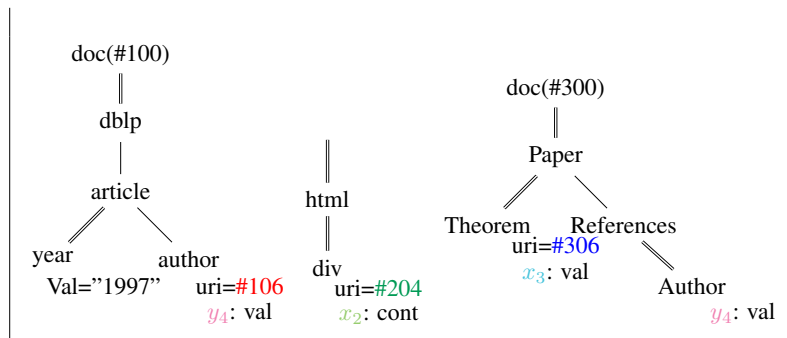 doc(#100)
dblp
article
year
Val=”1997”
author
uri=#106
y4: val
html
div
uri=#204
x2: cont
doc(#300)
Paper
Theorem
uri=#306
x3: val
References
Author
y4: val